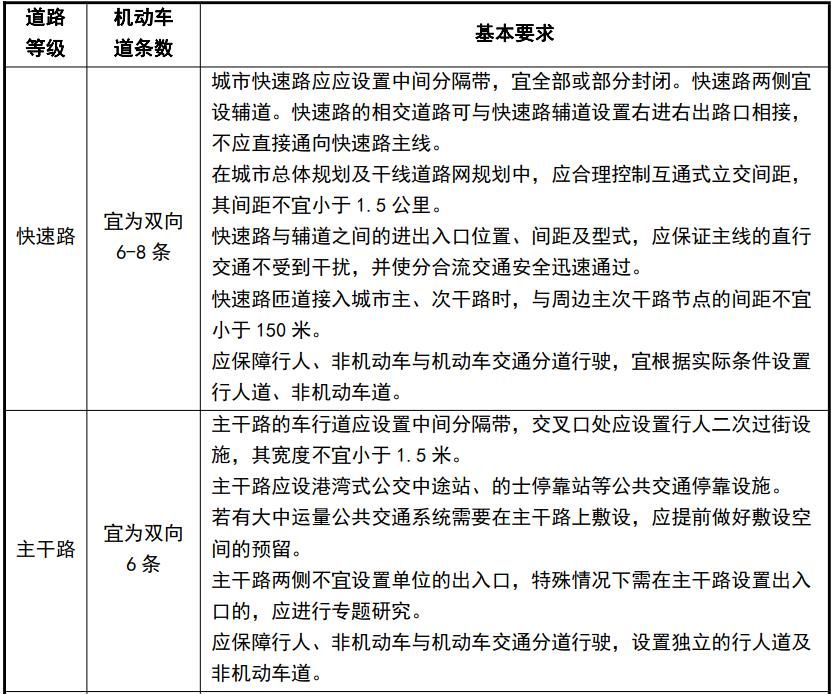 道路 机动车 基本要求
等级 道条数
城市快速路应应设置中间分隔带，宜全部或部分封闭。快速路两侧宜
设辅道。快速路的相交道路可与快速路辅道设置右进右出路口相接，
不应直接通向快速路主线。
在城市总体规划及干线道路网规划中，应合理控制互通式立交间距，
其间距不宜小于1.5公里。
快速路 宜为双向
6-8条
快速路与辅道之间的进出入口位置、间距及型式，应保证主线的直行
交通不受到干扰，并使分合流交通安全迅速通过。
快速路匝道接入城市主、次干路时，与周边主次干路节点的间距不宜
小于150米。
应保障行人、非机动车与机动车交通分道行驶，宜根据实际条件设置
行人道、非机动车道。
主干路的车行道应设置中间分隔带，交叉口处应设置行人二次过街设
施，其宽度不宜小于1.5米。
主干路应设港湾式公交中途站、的士停靠站等公共交通停靠设施。
若有大中运量公共交通系统需要在主干路上敷设，应提前做好敷设空
间的预留。
主干路 宜为双向
6条
主干路两侧不宜设置单位的出入口，特殊情况下需在主干路设置出入
口的，应进行专题研究。
应保障行人、非机动车与机动车交通分道行驶，设置独立的行人道及
非机动车道。